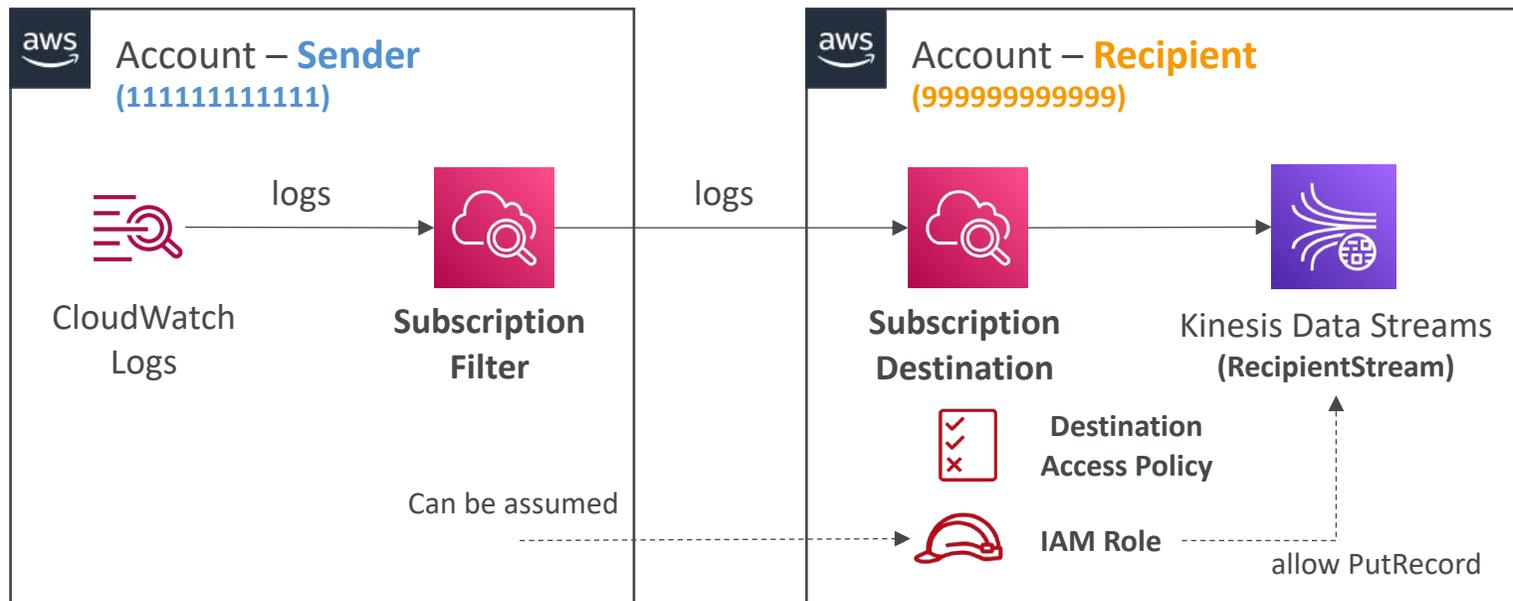 aws
Account – Sender
(111111111111)
aws
Account – Recipient
(999999999999)
logs
logs
CloudWatch
Logs
Subscription
Filter
Subscription
Destination
Kinesis Data Streams
(RecipientStream)
Destination
Access Policy
Can be assumed
IAM Role
allow PutRecord